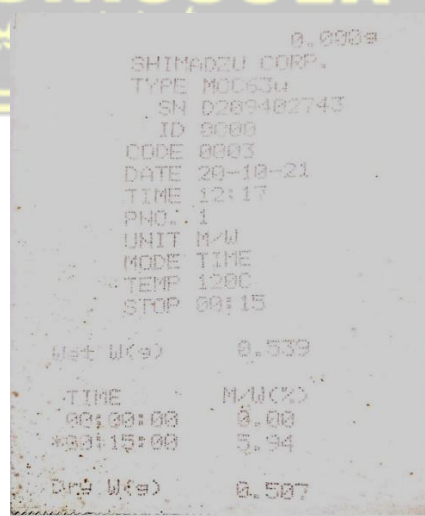 0.000g
SHIMADZU CORP.
TYPE MOC63u
SN D209402743
ID 0000
CODE 0003
DATE 20-10-21
TIME 12:17
PNO. 1
UNIT M/W
MODE TIME
TEMP 120C
STOP 00:15
Wet W(g) 0.539
TIME M/W(%)
00:00:00 0.00
*00:15:00 5.94
Dry W(g) 0.507